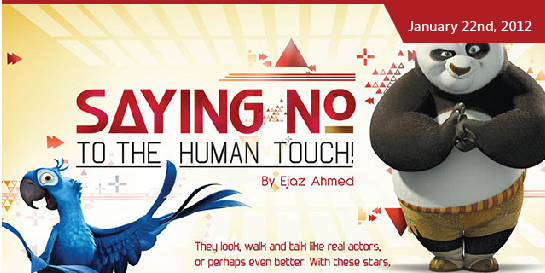 January 22nd, 2012
SAYING NO
TO THE HUMAN TOUCH!
By Ejaz Ahmed
They look, walk and talk like real actors,
or perhaps even better. With these stars,